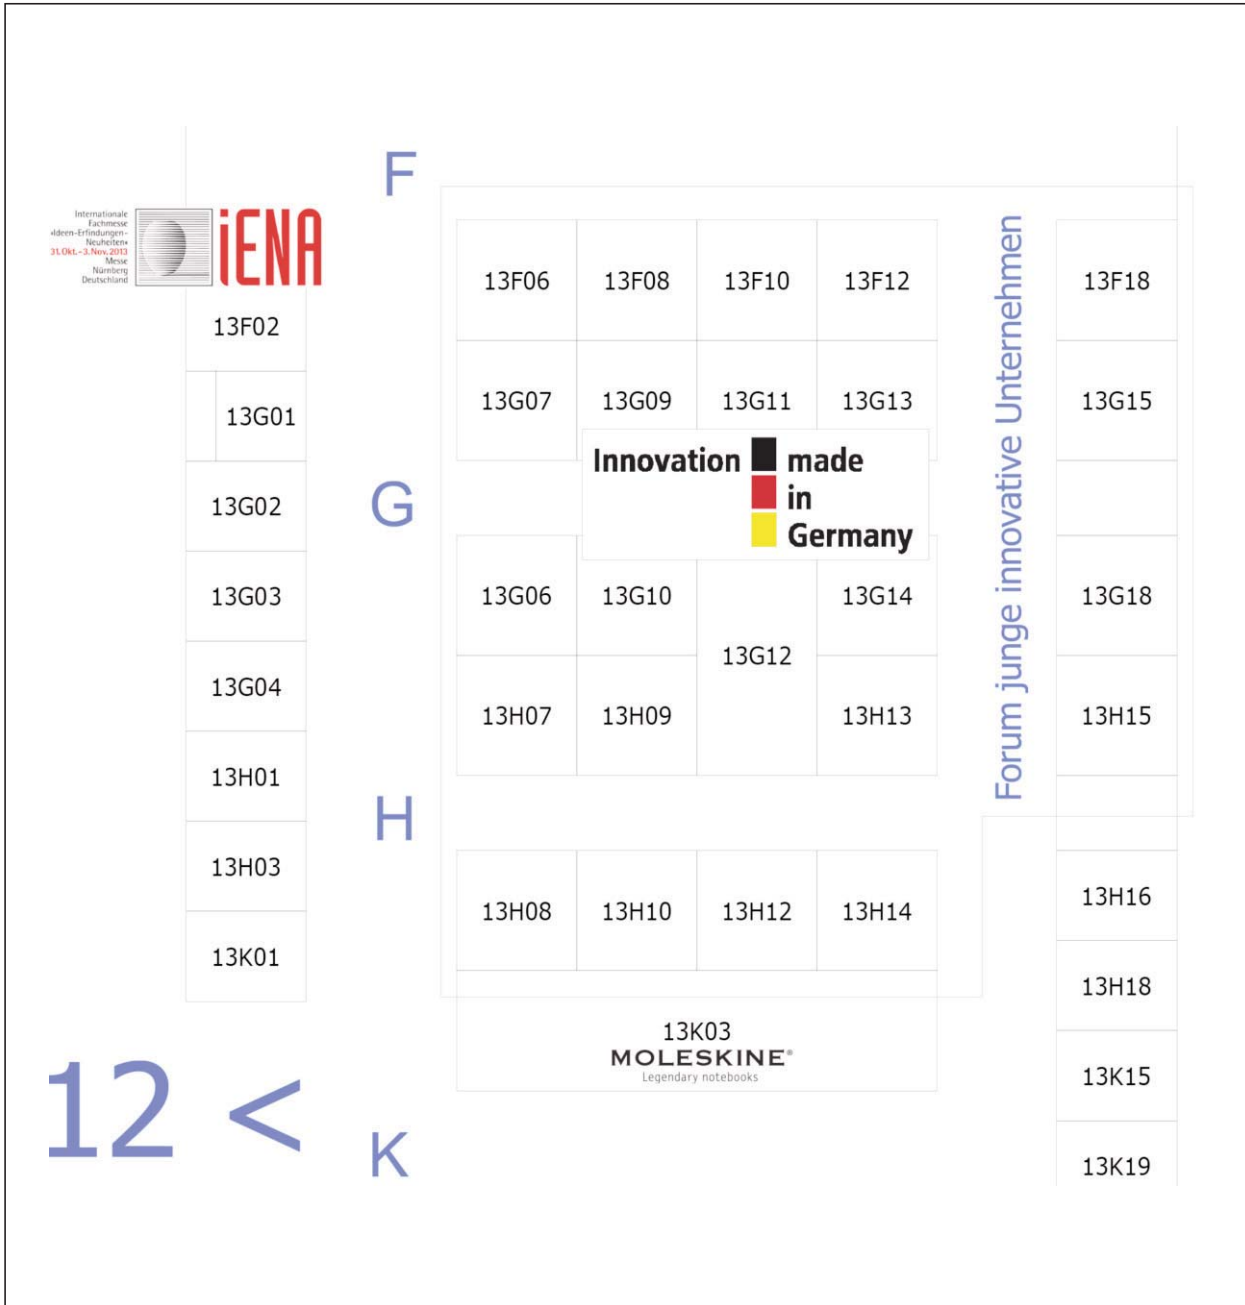 F
Internationale
Fachmesse
»Ideen-Erfindungen-
Neuheiten«
31.Okt.–3.Nov.2013
Messe
Nürnberg
Deutschland
iENA
13F02
13G01
13G02
13G03
13G04
13H01
13H03
13K01
12 <
G
H
K
13F06 13F08 13F10 13F12
13G07 13G09 13G11 13G13
Innovation made
in
Germany
13G06 13G10 13G14
13G12
13H07 13H09 13H13
13H08 13H10 13H12 13H14
13K03
MOLESKINE®
Legendary notebooks
Forum junge innovative Unternehmen
13F18
13G15
13G18
13H15
13H16
13H18
13K15
13K19